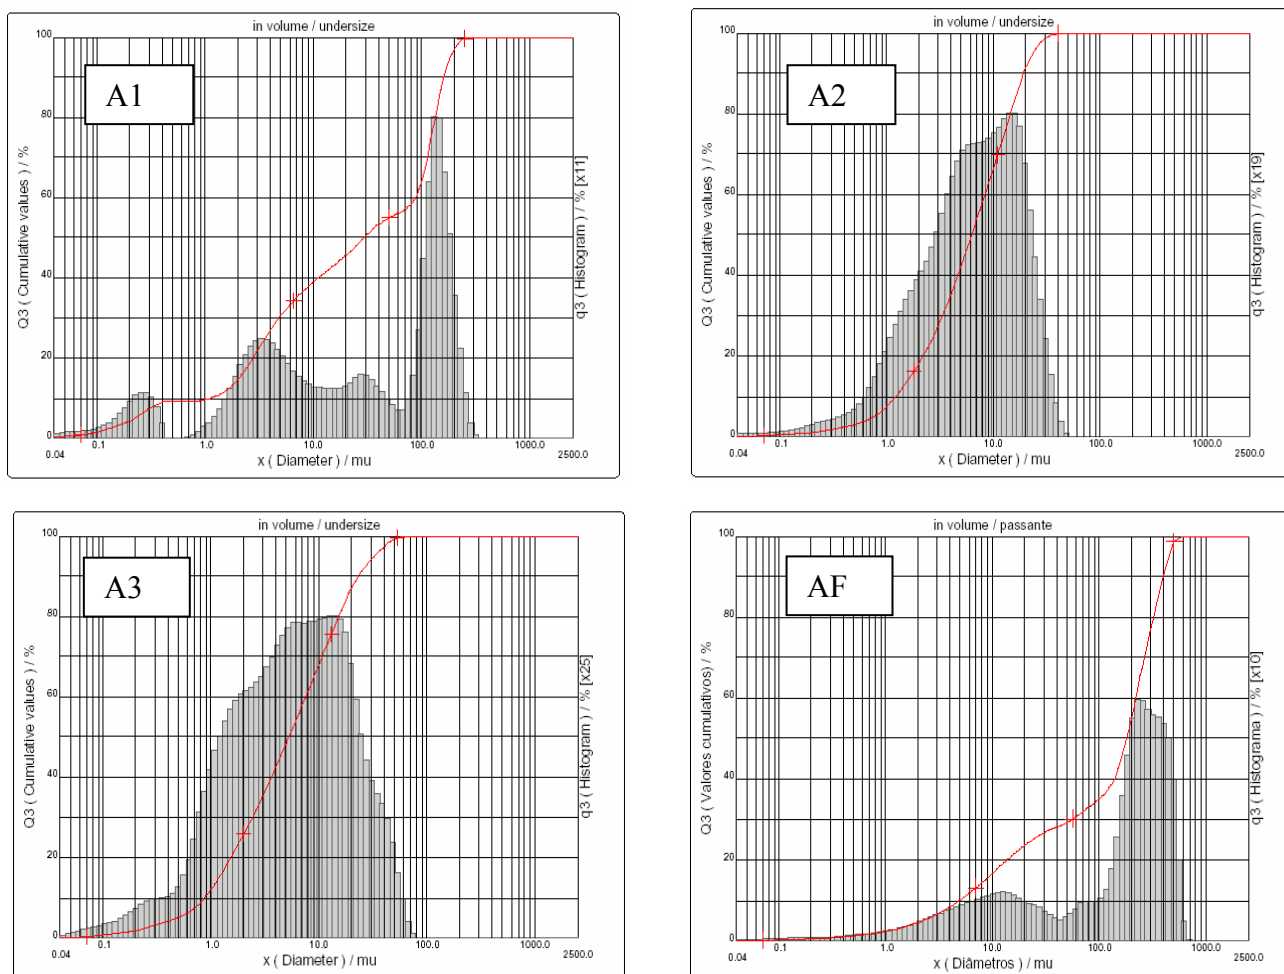 in volume / undersize
A1
100
80
60
40
20
0
Q3 ( Cumulative values ) / %
q3 ( Histogram ) / % [x11]
0.04
0.1
1.0
10.0
100.0
1000.0
2500.0
x ( Diameter ) / mu
in volume / undersize
A2
100
80
60
40
20
0
Q3 ( Cumulative values ) / %
q3 ( Histogram ) / % [x19]
0.04
0.1
1.0
10.0
100.0
1000.0
2500.0
x ( Diameter ) / mu
in volume / undersize
A3
100
80
60
40
20
0
Q3 ( Cumulative values ) / %
q3 ( Histogram ) / % [x25]
0.04
0.1
1.0
10.0
100.0
1000.0
2500.0
x ( Diameter ) / mu
in volume / passante
AF
100
80
60
40
20
0
Q3 ( Valores cumulativos) / %
q3 ( Histograma ) / % [x10]
0.04
0.1
1.0
10.0
100.0
1000.0
2500.0
x ( Diâmetros ) / mu